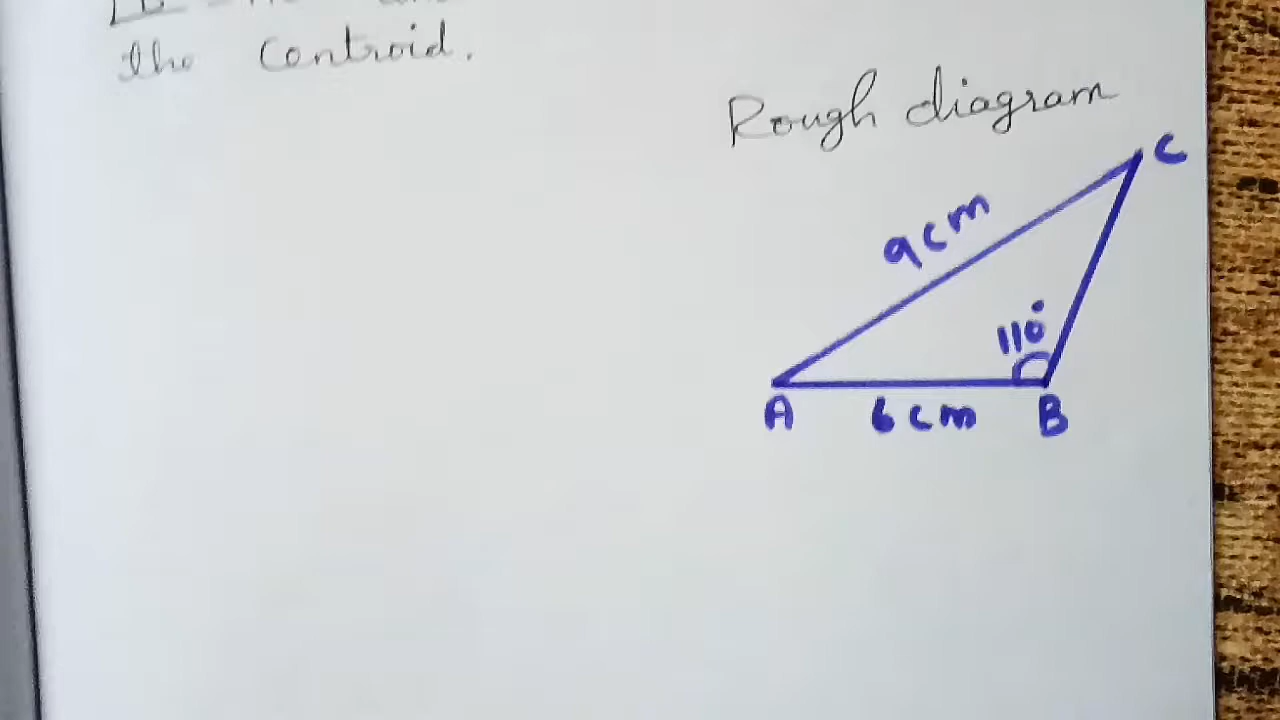 the Centroid.
Rough diagram
C
9cm
110°
A 6cm B